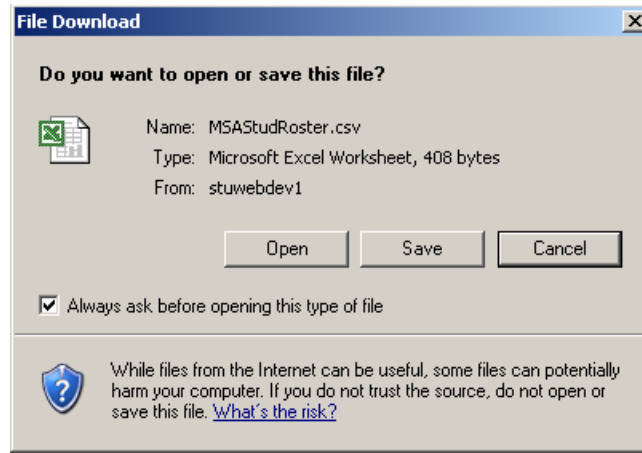 File Download
Do you want to open or save this file?
Name: MSAStudRoster.csv
Type: Microsoft Excel Worksheet, 408 bytes
From: stuwebdev1
Open Save Cancel
Always ask before opening this type of file
While files from the Internet can be useful, some files can potentially
harm your computer. If you do not trust the source, do not open or
save this file. What's the risk?